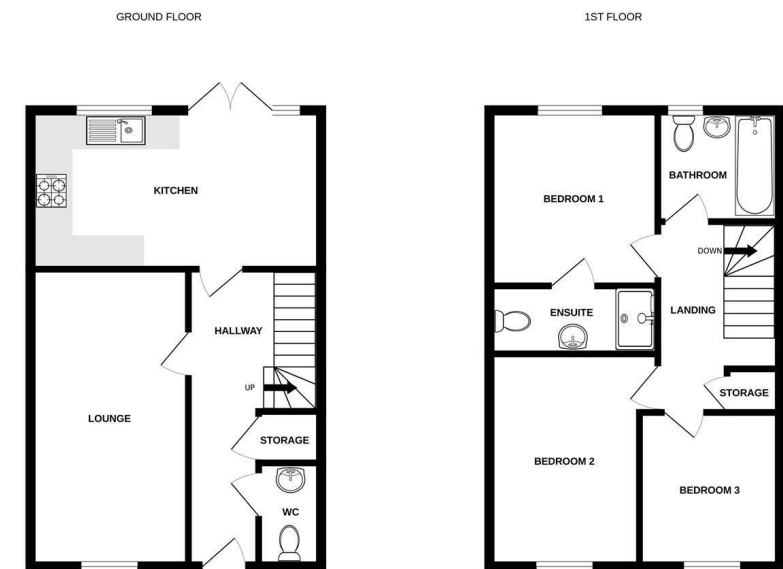 GROUND FLOOR
KITCHEN
HALLWAY
UP
LOUNGE
STORAGE
WC
1ST FLOOR
BATHROOM
BEDROOM 1
DOWN
ENSUITE
LANDING
STORAGE
BEDROOM 2
BEDROOM 3